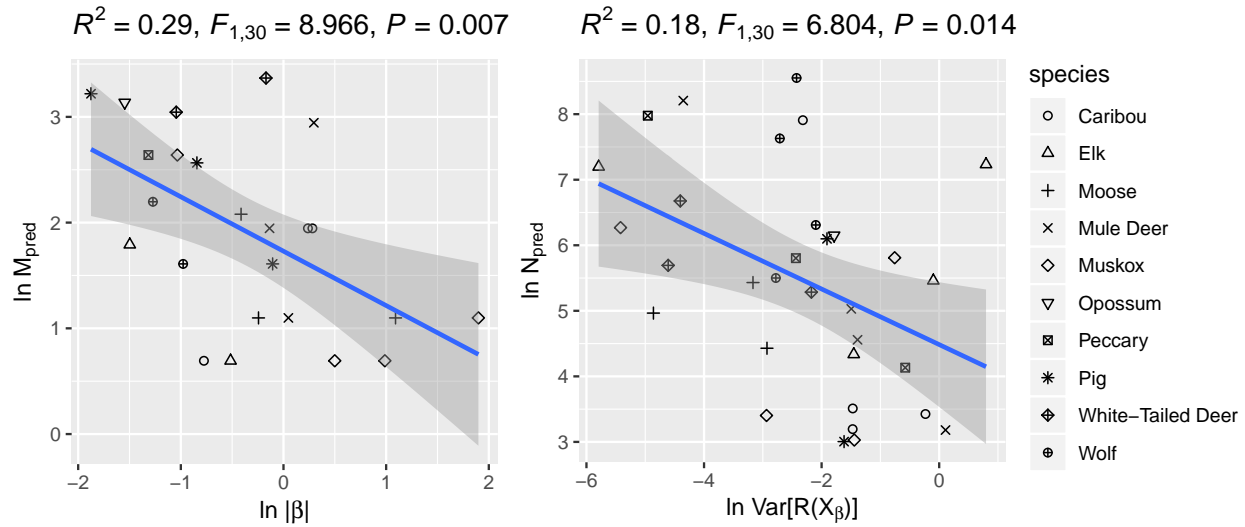 R² = 0.29, F1,30 = 8.966, P = 0.007
ln Mpred
3
2
1
0
−2
−1
0
1
2
ln |β|
R² = 0.18, F1,30 = 6.804, P = 0.014
ln Npred
8
7
6
5
4
3
−6
−4
−2
0
ln Var[R(Xβ)]
species
Caribou
Elk
Moose
Mule Deer
Muskox
Opossum
Peccary
Pig
White−Tailed Deer
Wolf